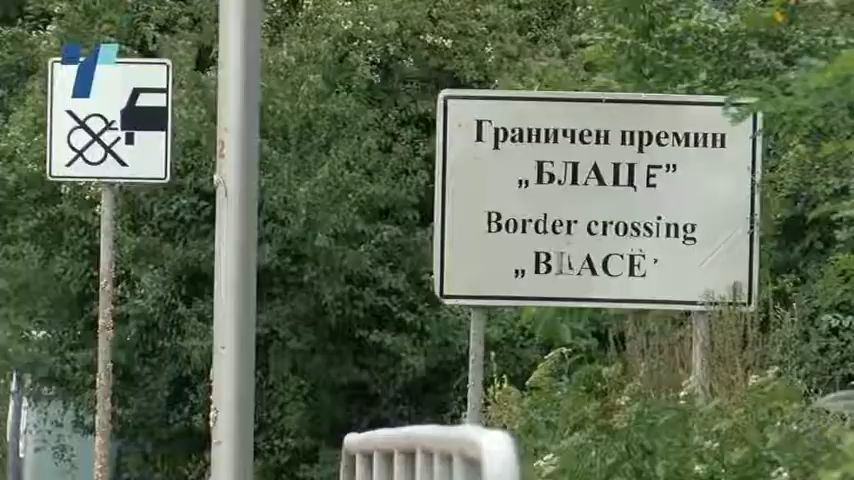 Граничен премин
„БЛАЦЕ”
Border crossing
„BLACE”